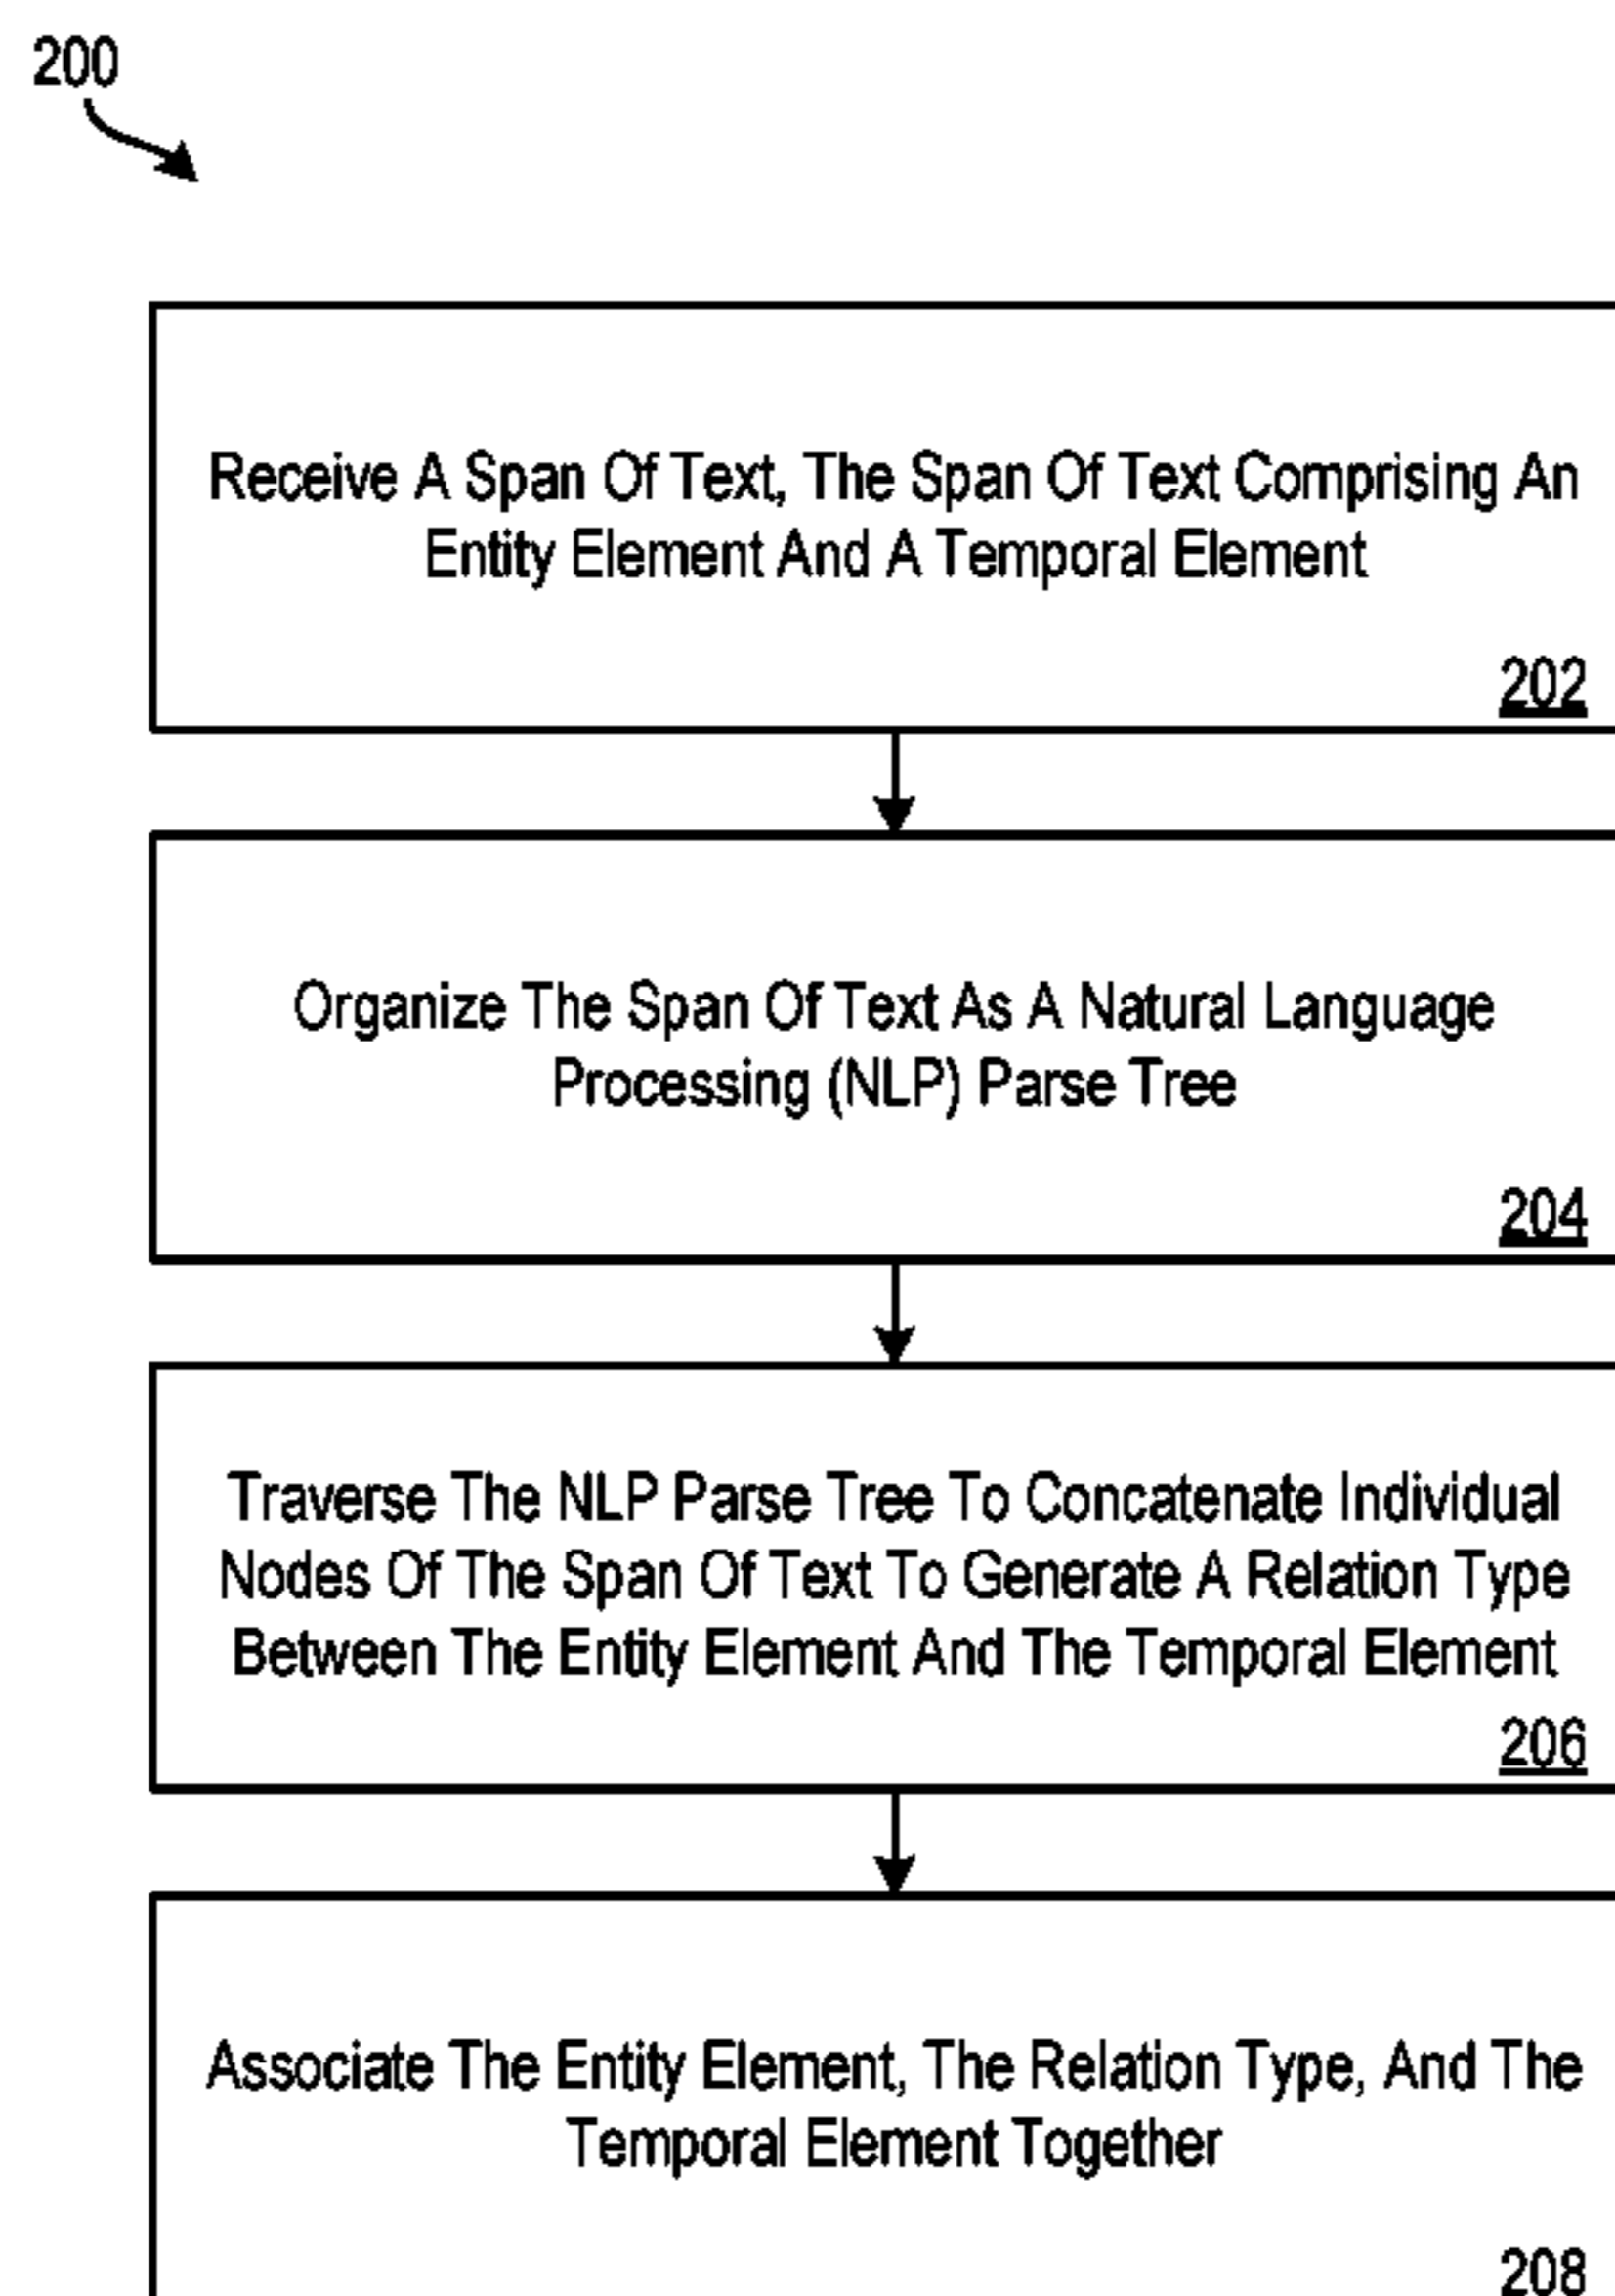 200
Receive A Span Of Text, The Span Of Text Comprising An
Entity Element And A Temporal Element
202
Organize The Span Of Text As A Natural Language
Processing (NLP) Parse Tree
204
Traverse The NLP Parse Tree To Concatenate Individual
Nodes Of The Span Of Text To Generate A Relation Type
Between The Entity Element And The Temporal Element
206
Associate The Entity Element, The Relation Type, And The
Temporal Element Together
208